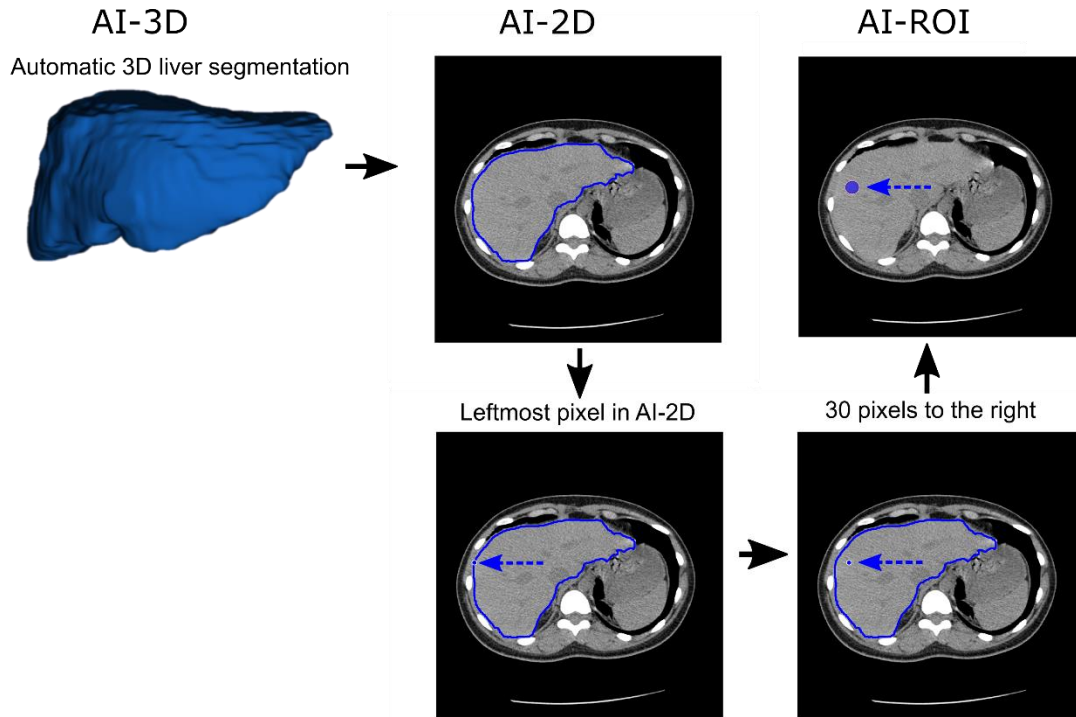 AI-3D
AI-2D
AI-ROI
Automatic 3D liver segmentation
Leftmost pixel in AI-2D
30 pixels to the right